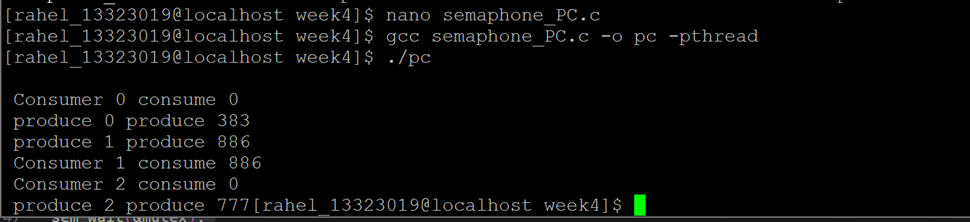 [rahel_13323019@localhost week4]$ nano semaphone_PC.c
[rahel_13323019@localhost week4]$ gcc semaphone_PC.c -o pc -pthread
[rahel_13323019@localhost week4]$ ./pc
Consumer 0 consume 0
produce 0 produce 383
produce 1 produce 886
Consumer 1 consume 886
Consumer 2 consume 0
produce 2 produce 777[rahel_13323019@localhost week4]$